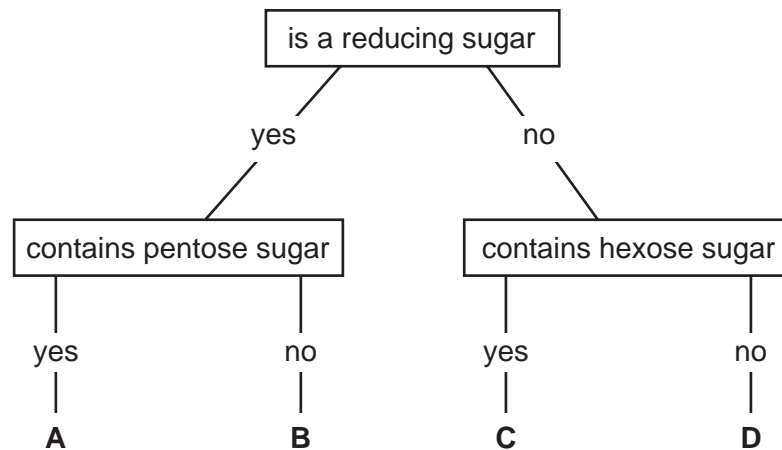 is a reducing sugar
yes no
contains pentose sugar contains hexose sugar
yes no yes no
A B C D